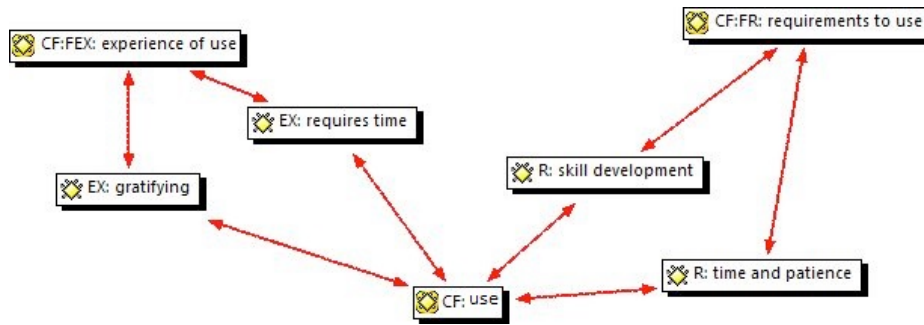 CF:FR: requirements to use
CF:FEX: experience of use
EX: requires time
R: skill development
EX: gratifying
R: time and patience
CF: use